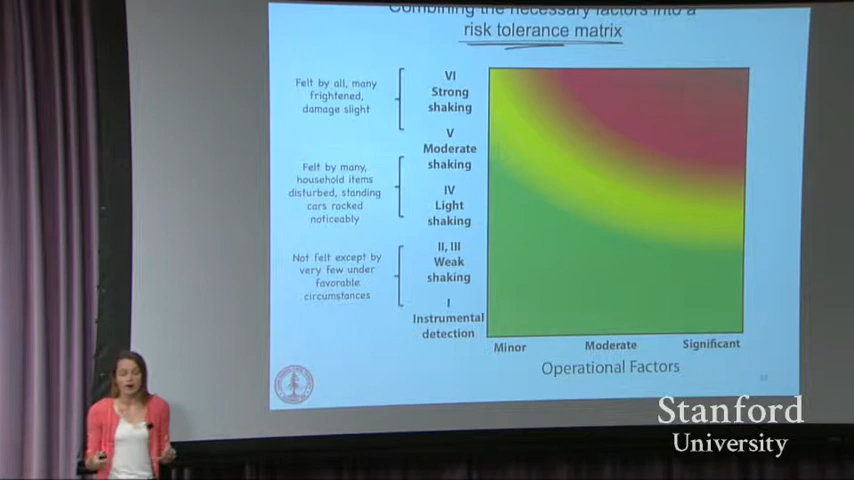 Combining the necessary factors into a
risk tolerance matrix
Felt by all, many
frightened,
damage slight
VI
Strong
shaking
V
Moderate
shaking
Felt by many,
household items
disturbed, standing
cars rocked
noticeably
IV
Light
shaking
Not felt except by
very few under
favorable
circumstances
II, III
Weak
shaking
I
Instrumental
detection
Minor
Moderate
Significant
Operational Factors
Stanford
University